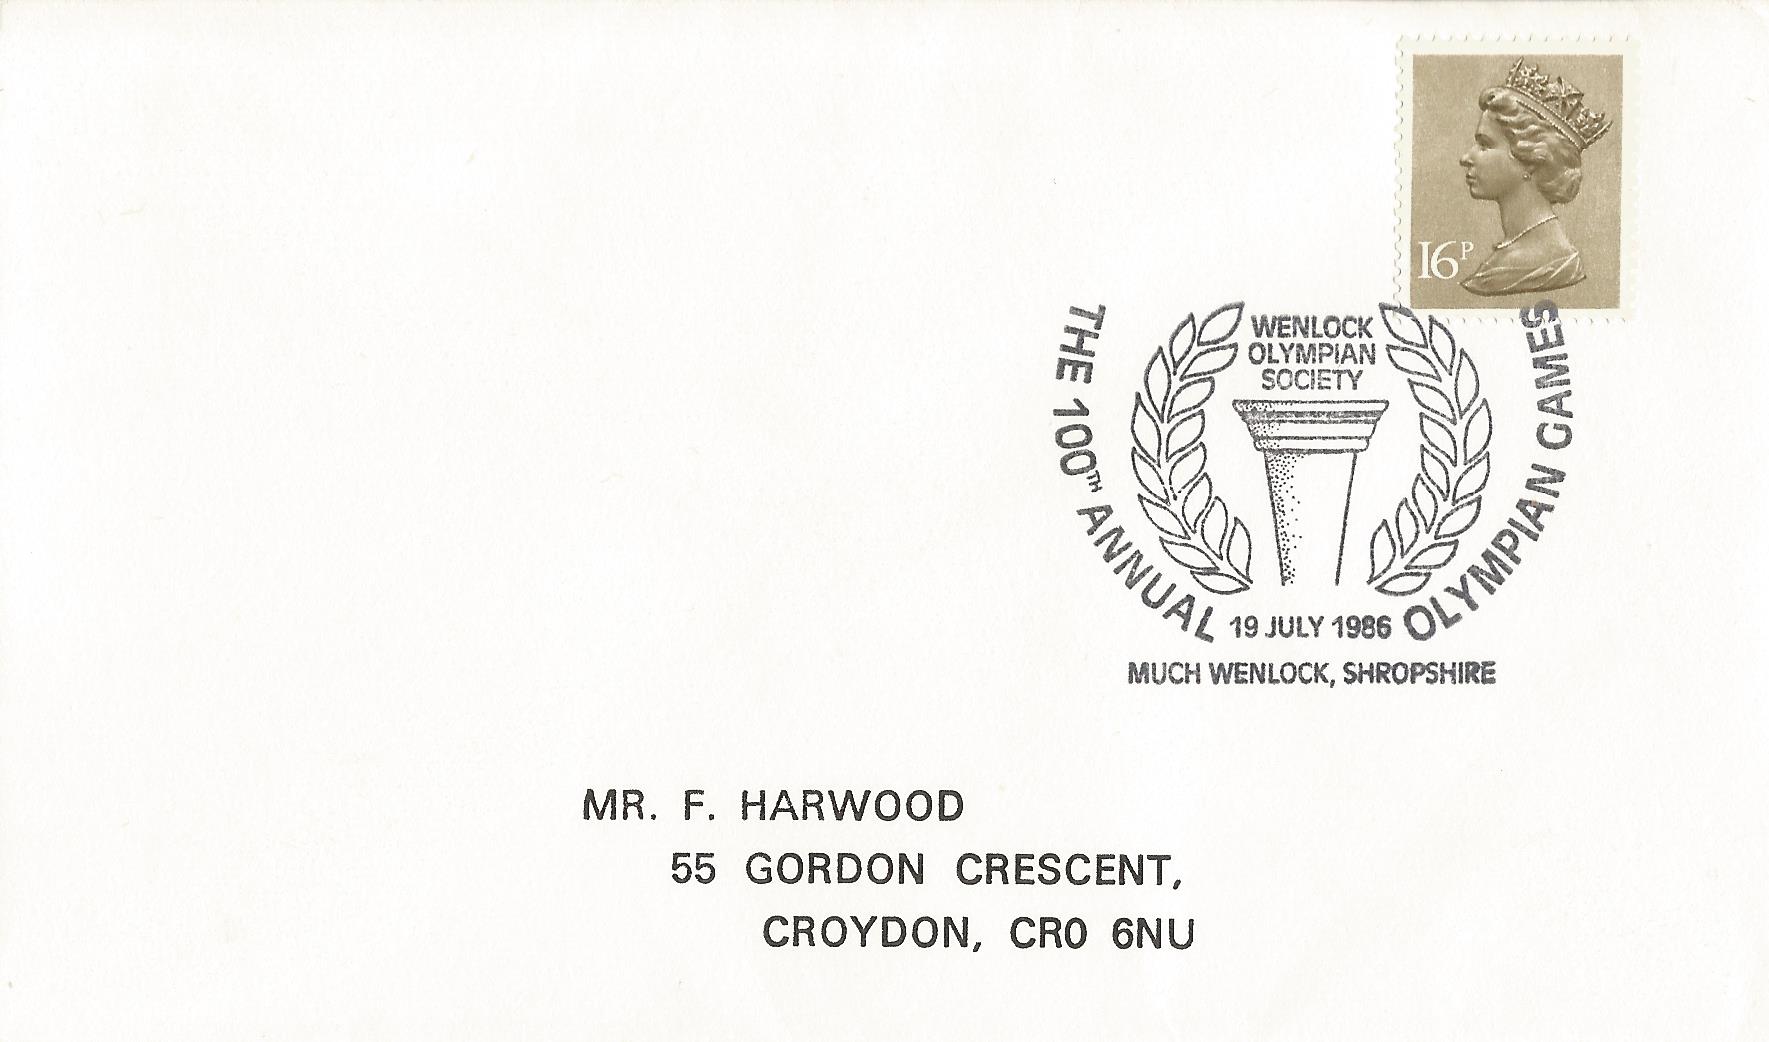 16P
WENLOCK
OLYMPIAN
SOCIETY
THE 100TH ANNUAL OLYMPIAN GAMES
19 JULY 1986
MUCH WENLOCK, SHROPSHIRE
MR. F. HARWOOD
55 GORDON CRESCENT,
CROYDON, CR0 6NU